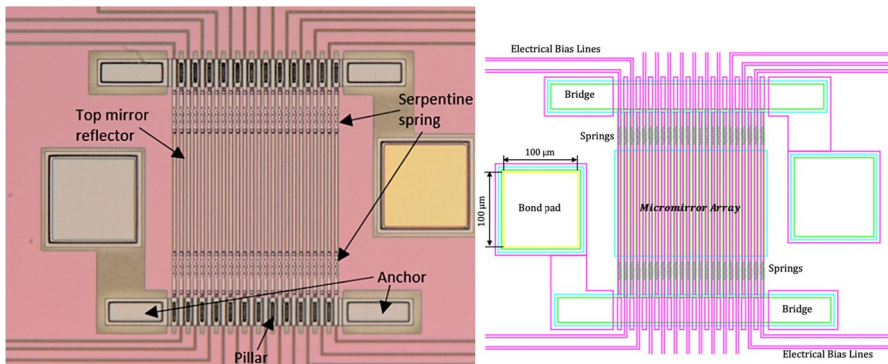 Top mirror
reflector
Serpentine
spring
Anchor
Pillar
Electrical Bias Lines
Bridge
Springs
100 µm
100 µm
Bond pad
Micromirror Array
Springs
Bridge
Electrical Bias Lines